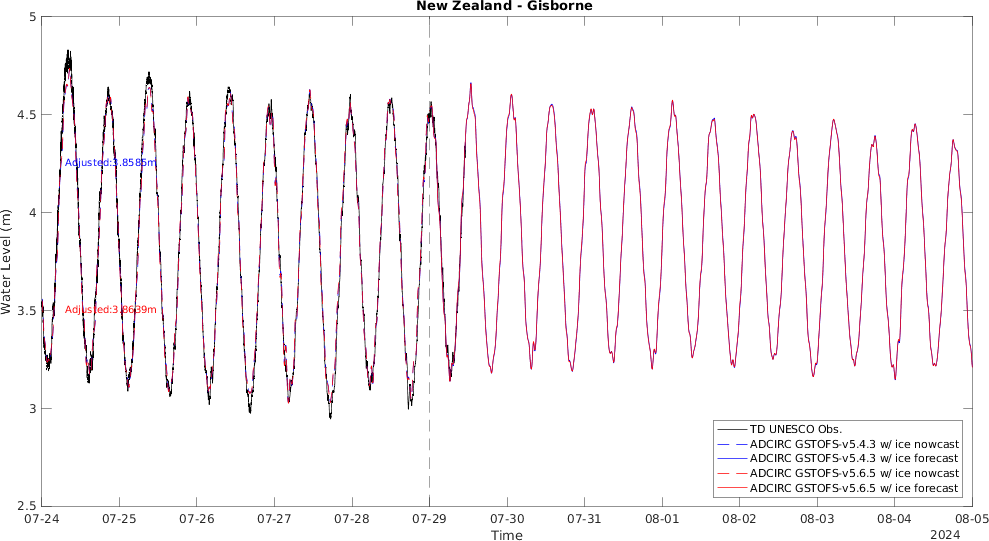 New Zealand - Gisborne
5
4.5
4
3.5
3
2.5
Water Level (m)
Adjusted:3.8585m
Adjusted:3.8639m
TD UNESCO Obs.
ADCIRC GSTOFS-v5.4.3 w/ ice nowcast
ADCIRC GSTOFS-v5.4.3 w/ ice forecast
ADCIRC GSTOFS-v5.6.5 w/ ice nowcast
ADCIRC GSTOFS-v5.6.5 w/ ice forecast
07-24 07-25 07-26 07-27 07-28 07-29 07-30 07-31 08-01 08-02 08-03 08-04 08-05
Time
2024